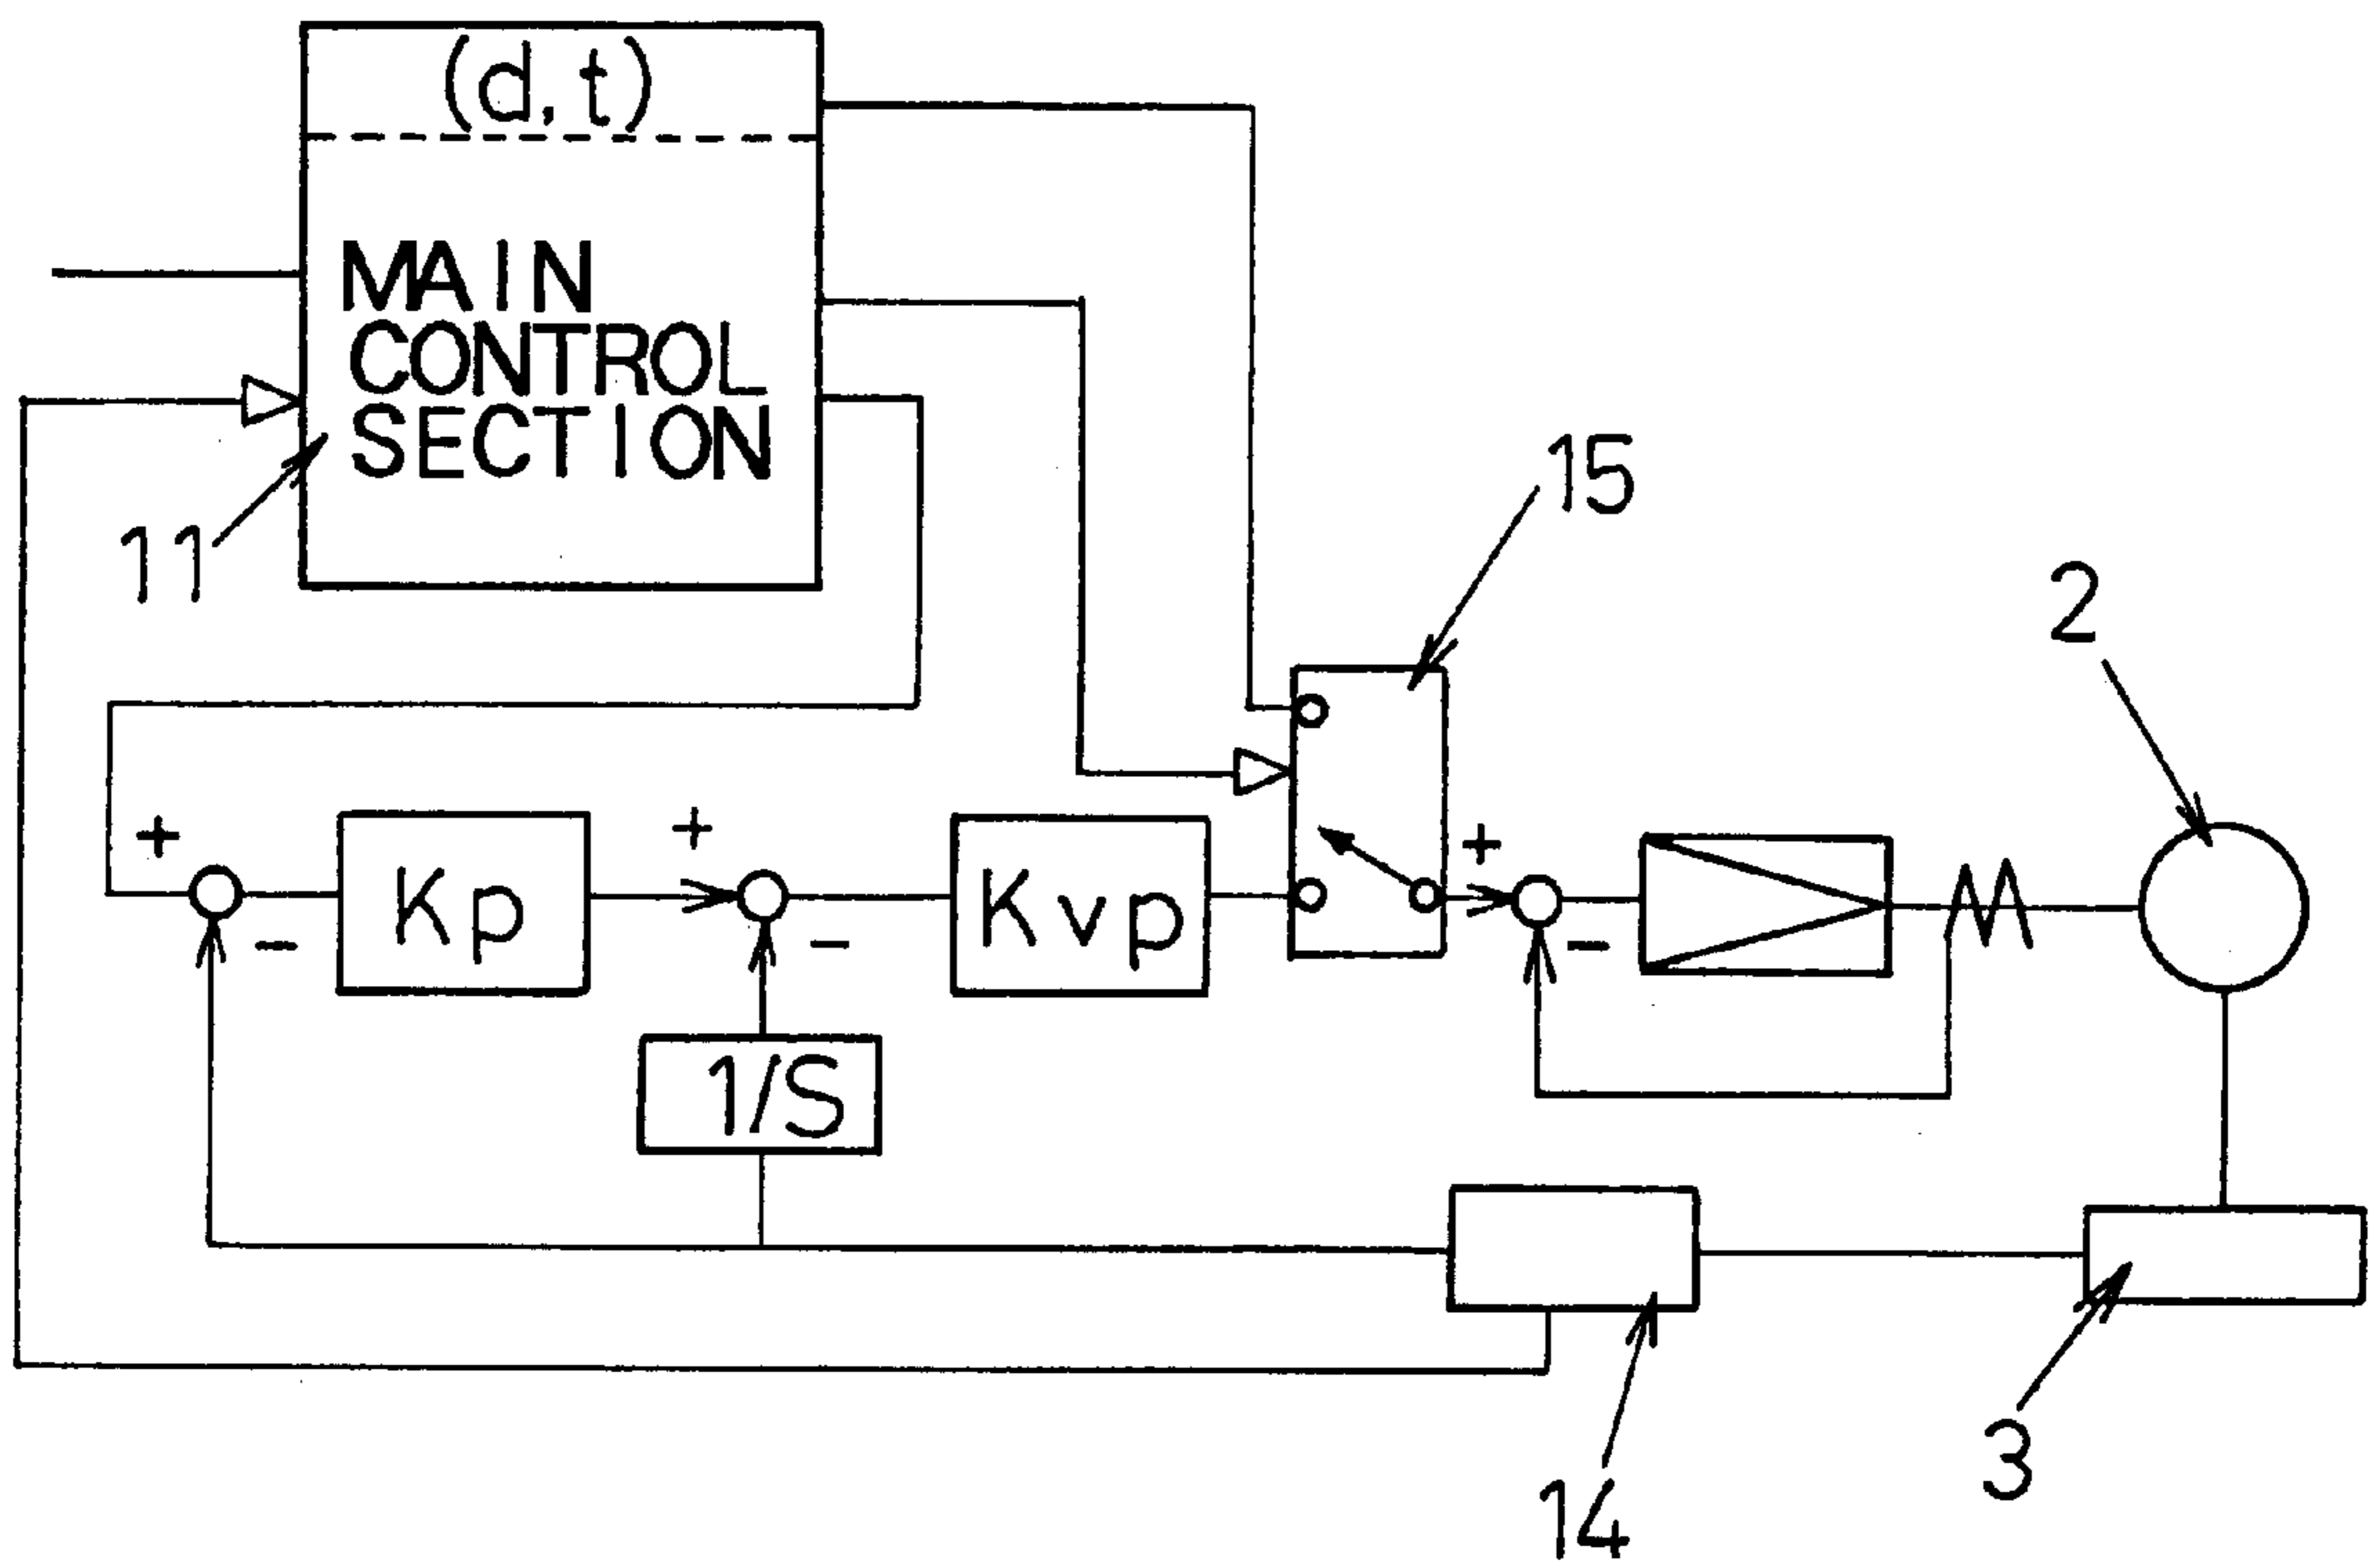 (d,t)
MAIN
CONTROL
SECTION
11
15
2
+
Kp
-
+
-
Kvp
+
-
1/S
14
3